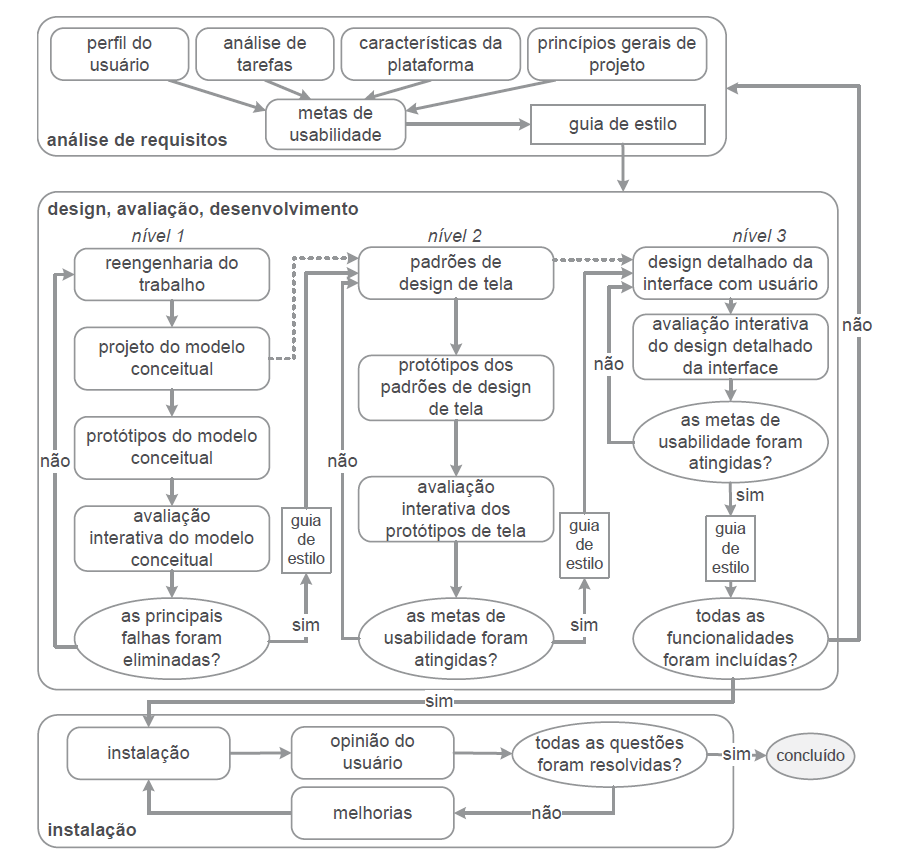 perfil do
usuário
análise de
tarefas
características da
plataforma
princípios gerais de
projeto
metas de
usabilidade
guia de estilo
análise de requisitos
design, avaliação, desenvolvimento
nível 1
nível 2
nível 3
reengenharia do
trabalho
projeto do modelo
conceitual
protótipos do modelo
conceitual
não
avaliação
interativa do modelo
conceitual
as principais
falhas foram
eliminadas?
sim
guia
de
estilo
padrões de
design de tela
protótipos dos
padrões de design
de tela
não
avaliação
interativa dos
protótipos de tela
as metas de
usabilidade foram
atingidas?
sim
guia
de
estilo
design detalhado da
interface com usuário
avaliação interativa
do design detalhado
da interface
não
as metas de
usabilidade foram
atingidas?
sim
guia
de
estilo
todas as
funcionalidades
foram incluídas?
não
sim
instalação
opinião do
usuário
todas as questões
foram resolvidas?
sim
concluído
melhorias
não
instalação